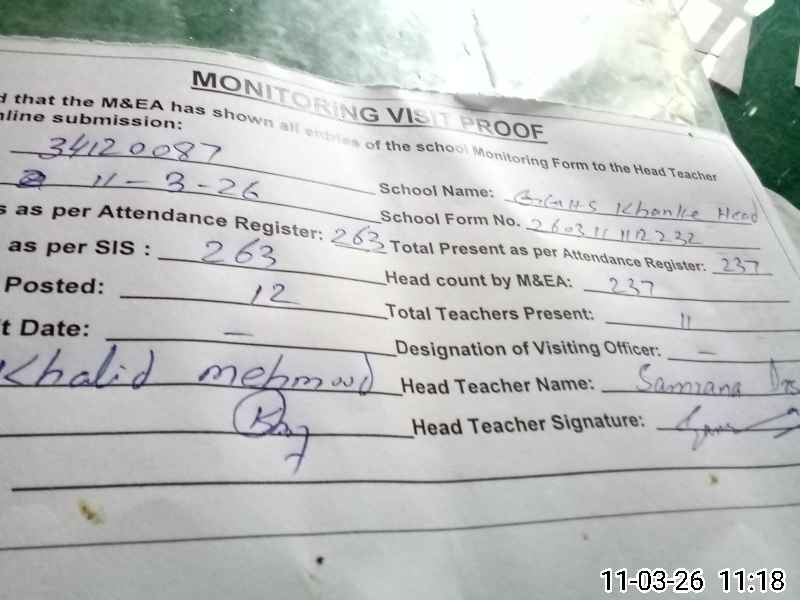 MONITORING VISIT PROOF
d that the M&EA has shown all entries of the school Monitoring Form to the Head Teacher
nline submission:
34120087 School Name: G.G.H.S Khanke Head
11-3-26 School Form No. 260311112232
s as per Attendance Register: 263 Total Present as per Attendance Register: 237
as per SIS : 263 Head count by M&EA: 237
Posted: 12 Total Teachers Present: 11
t Date: – Designation of Visiting Officer: –
Khalid mehmood Head Teacher Name:
Head Teacher Signature:
11-03-26 11:18